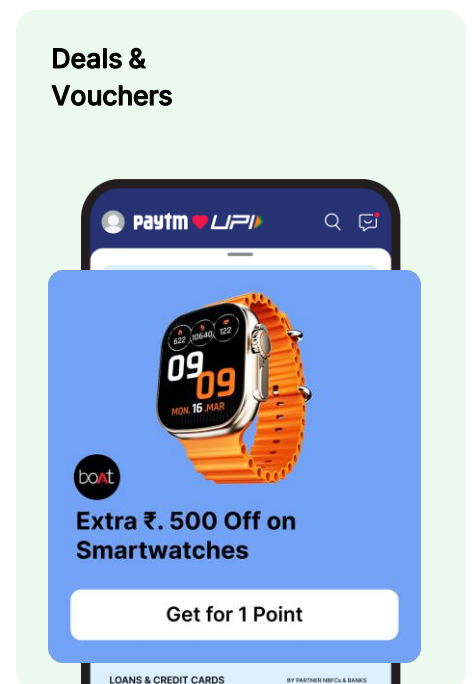 Deals &
Vouchers
paytm ❤ UPI
622 10640 122
09
09
MON. 16 .MAR
boAt
Extra ₹. 500 Off on
Smartwatches
Get for 1 Point
LOANS & CREDIT CARDS BY PARTNER NBFCs & BANKS